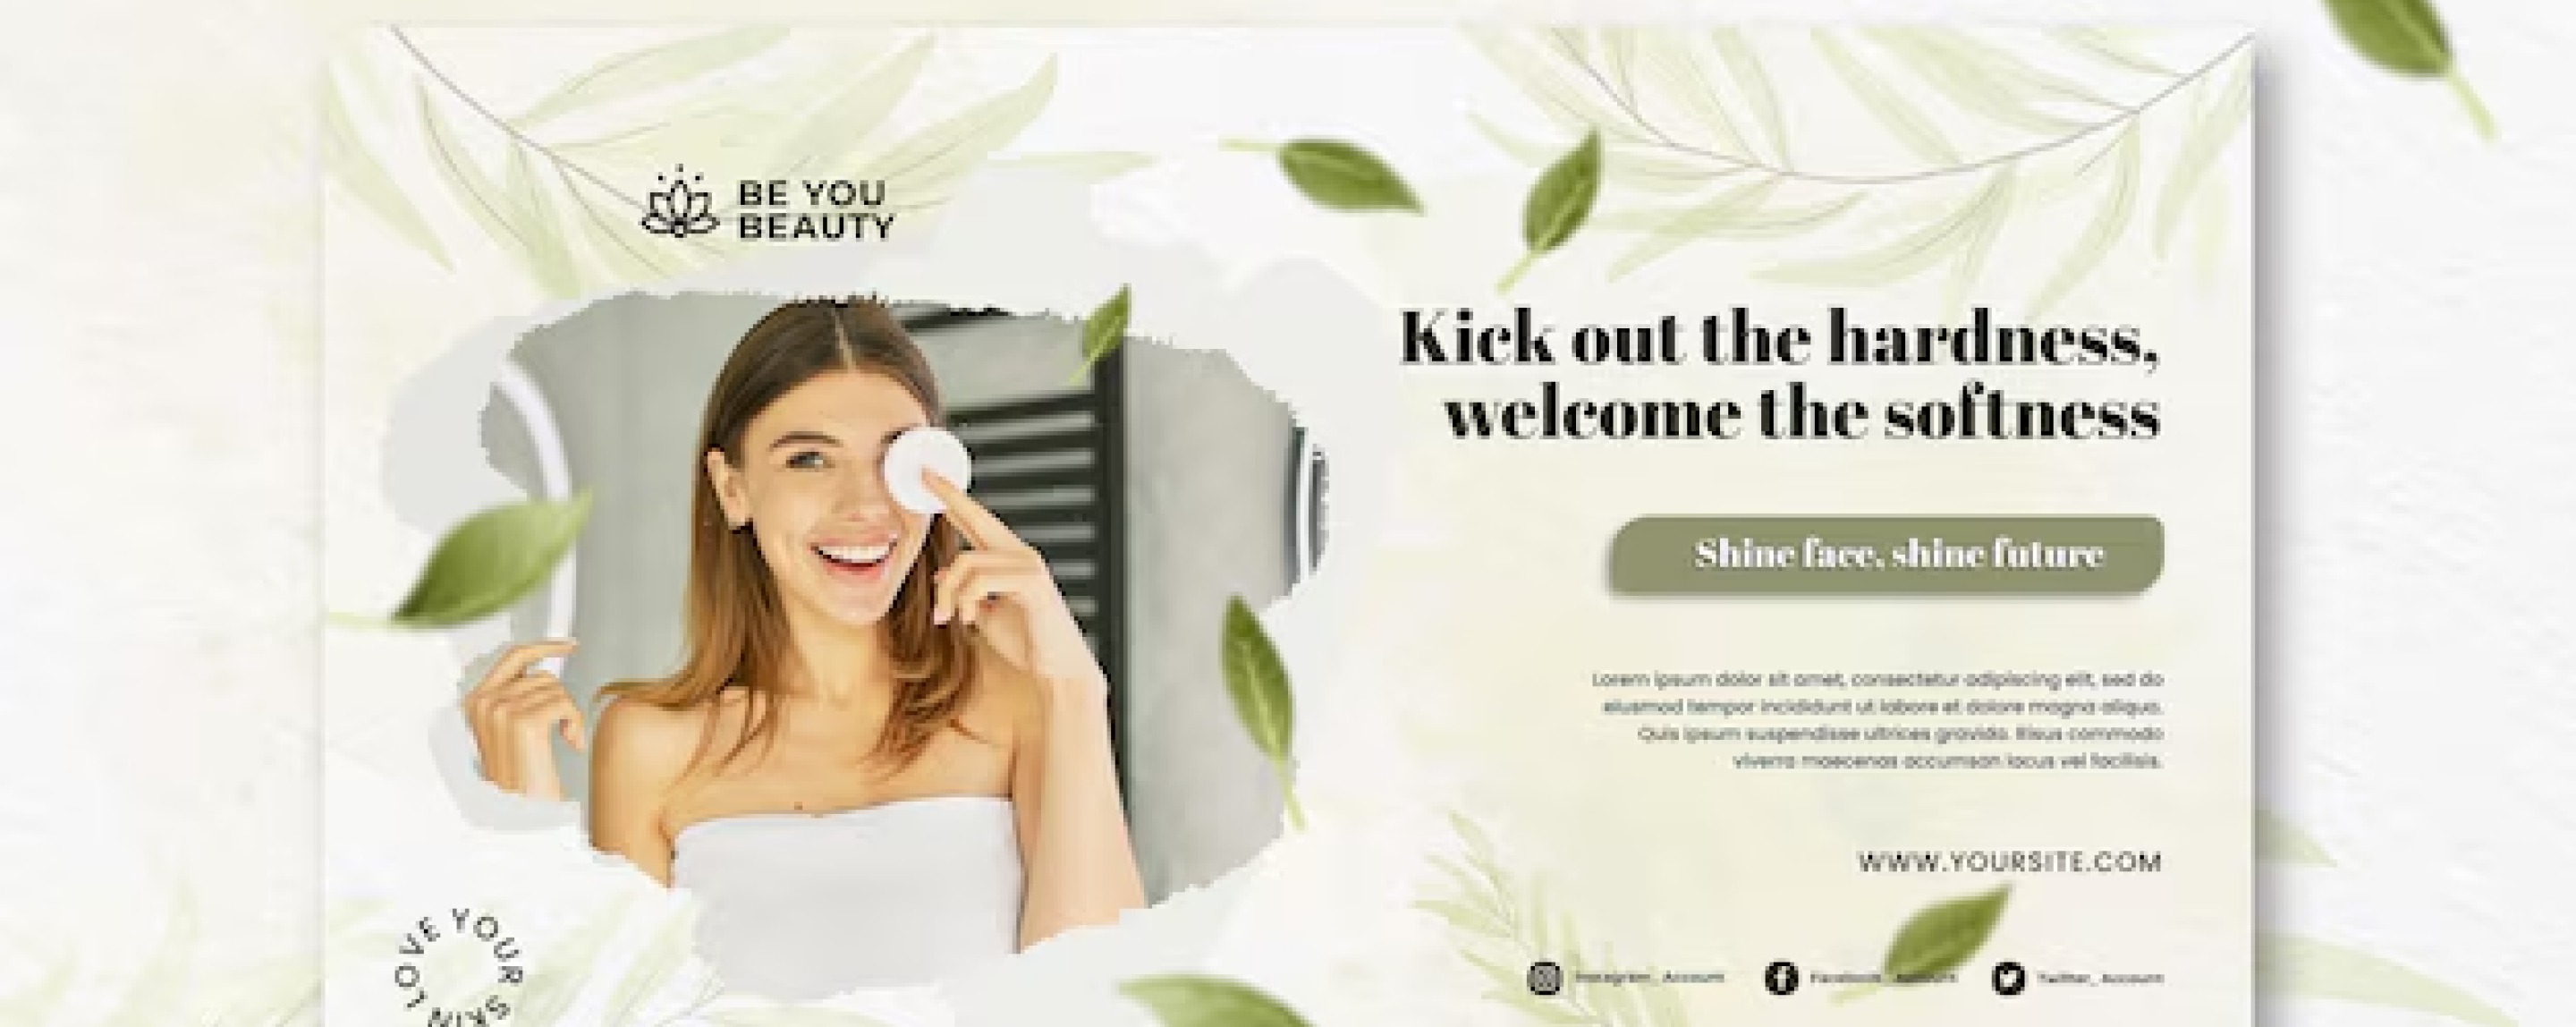 BE YOU
BEAUTY
Kick out the hardness,
welcome the softness
Shine face, shine future
Lorem ipsum dolor sit amet, consectetur adipiscing elit, sed do
eiusmod tempor incididunt ut labore et dolore magna aliqua.
Quis ipsum suspendisse ultrices gravida. Risus commodo
viverra maecenas accumsan lacus vel facilisis.
WWW.YOURSITE.COM
Instagram_Account
Facebook_Account
Twitter_Account
LOVE YOUR SKIN